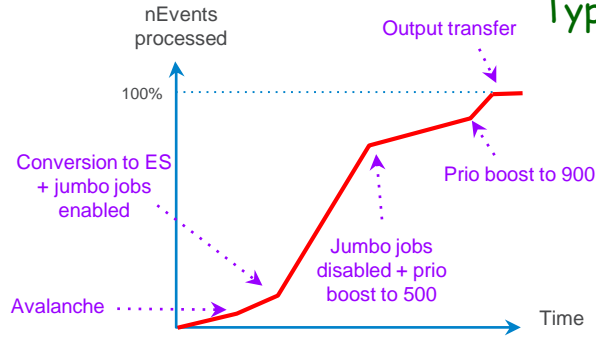 nEvents
processed
Output transfer
Typ
100%
Conversion to ES
+ jumbo jobs
enabled
Prio boost to 900
Jumbo jobs
disabled + prio
boost to 500
Avalanche
Time